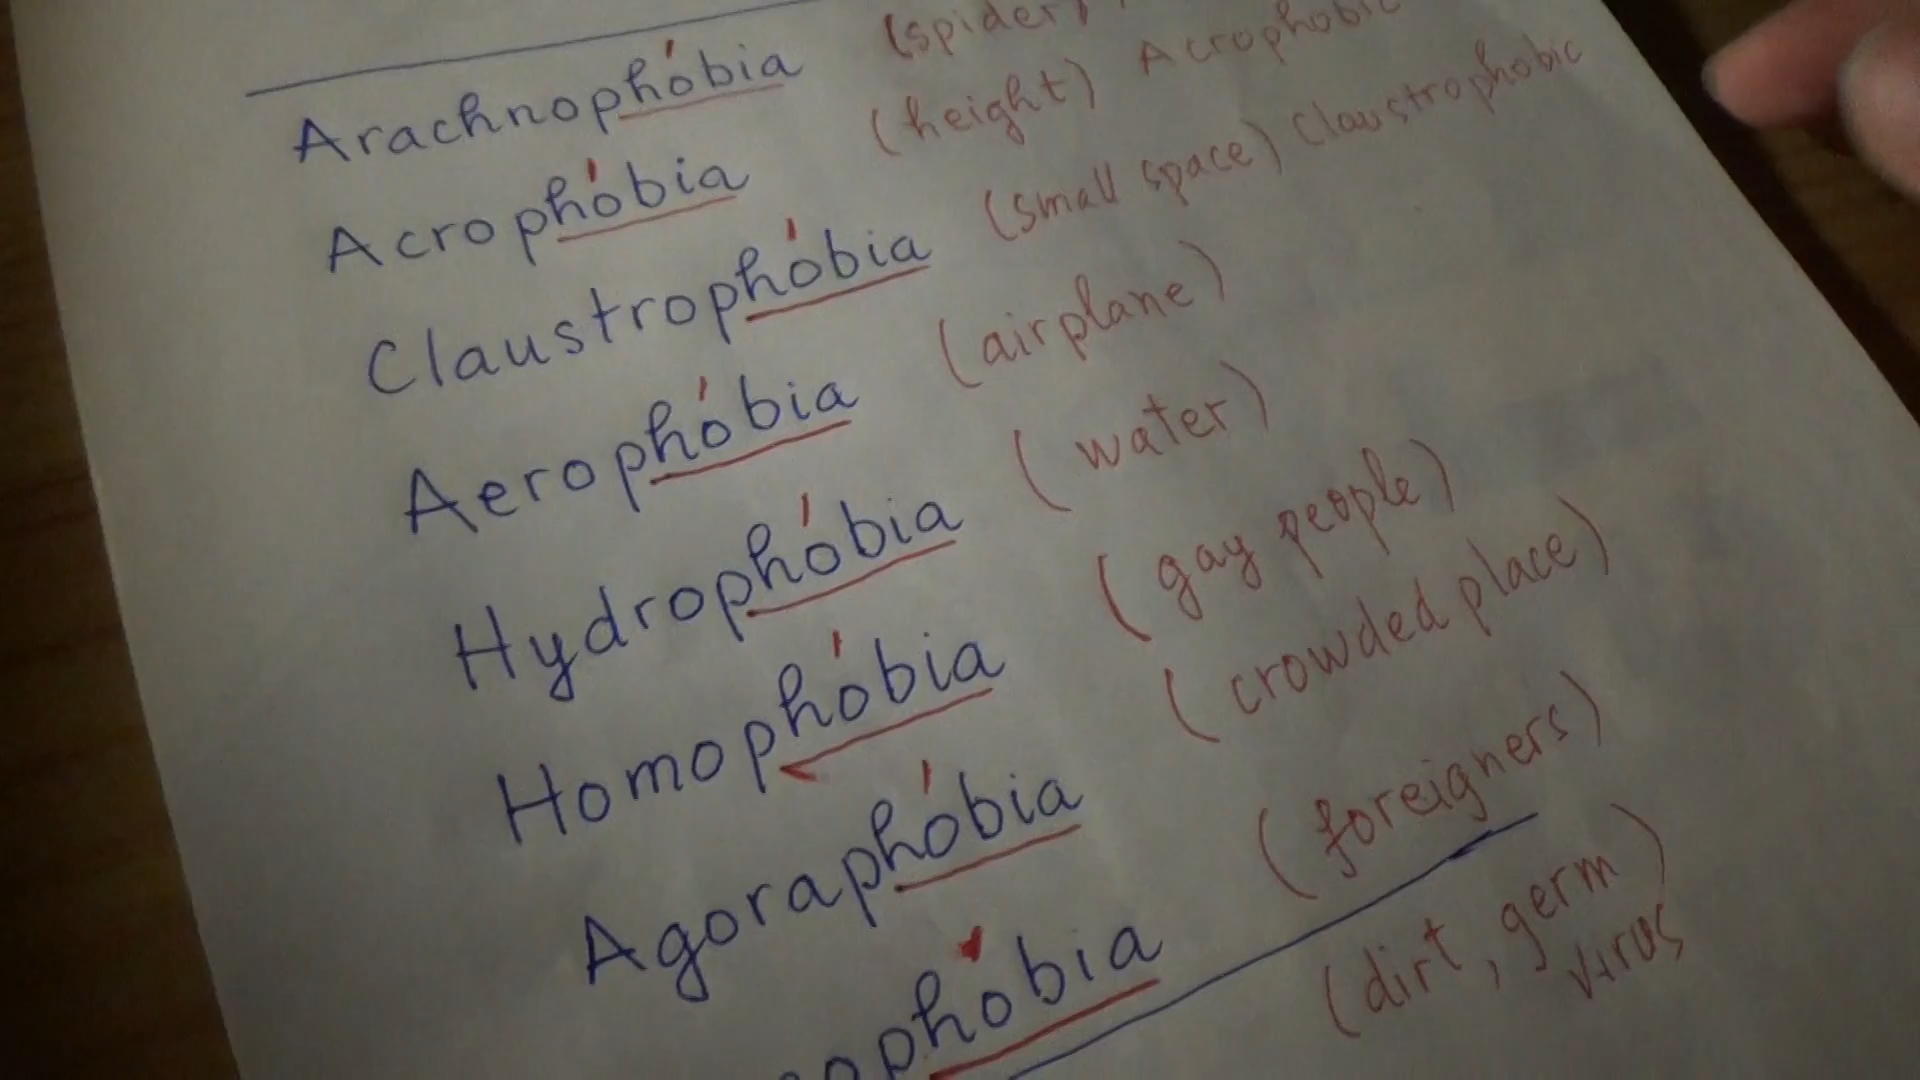 Arachnophobia (spider)
Acrophobia (height) Acrophobic
Claustrophobia (small space) Claustrophobic
Aerophobia (airplane)
Hydrophobia (water)
Homophobia (gay people)
Agoraphobia (crowded place)
ophobia (foreigners)
(dirt, germ)
virus